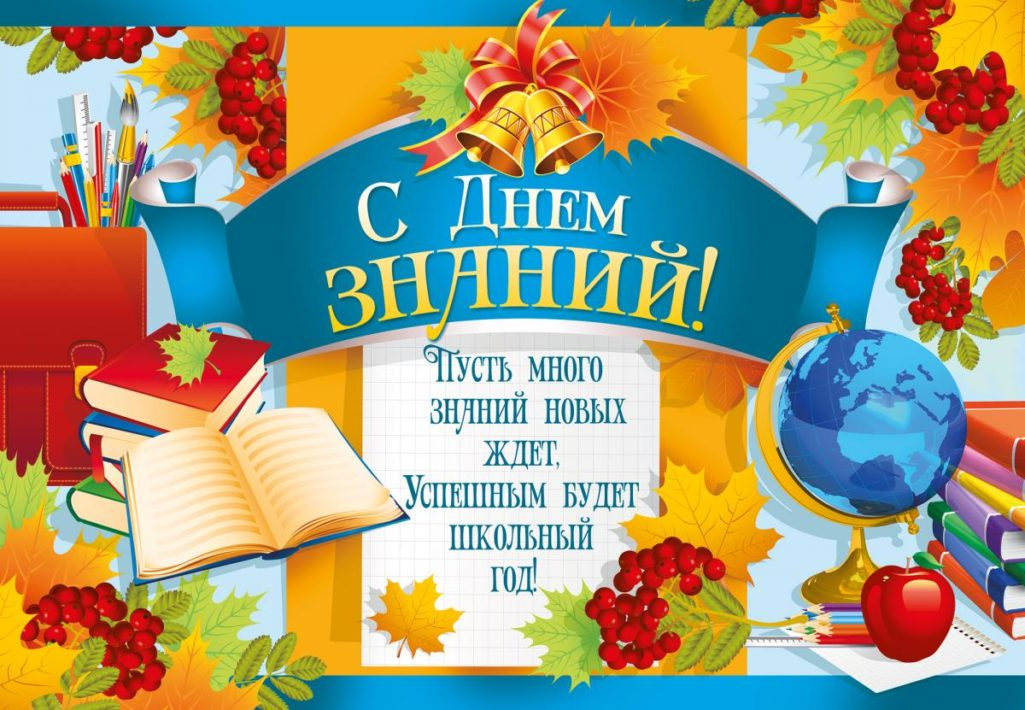 С Днем
знаний!
Пусть много
знаний новых
ждет,
Успешным будет
школьный
год!